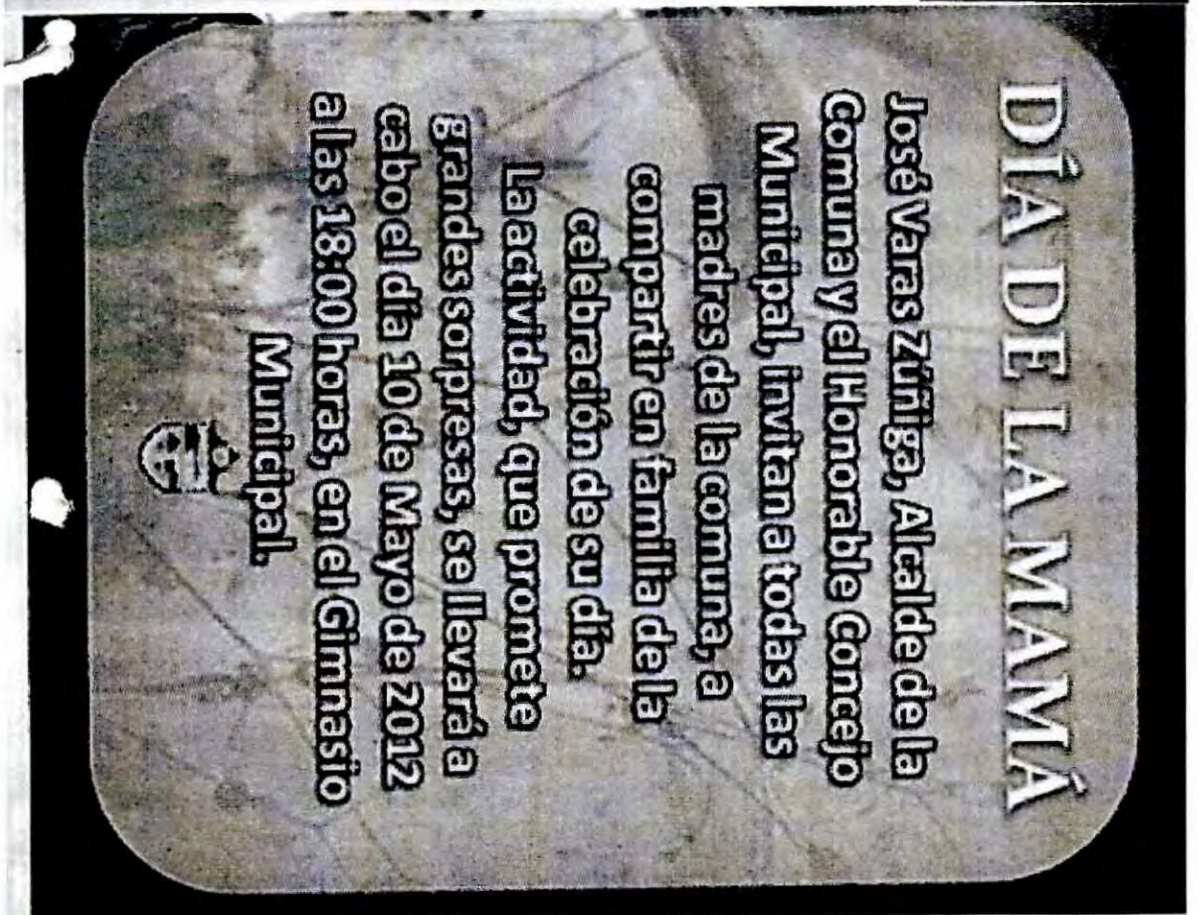 DÍA DE LA MAMÁ
José Varas Zúñiga, Alcalde de la
Comuna y el Honorable Concejo
Municipal, invitan a todas las
madres de la comuna, a
compartir en familia de la
celebración de su día.
La actividad, que promete
grandes sorpresas, se llevará a
cabo el día 10 de Mayo de 2012
a las 18:00 horas, en el Gimnasio
Municipal.